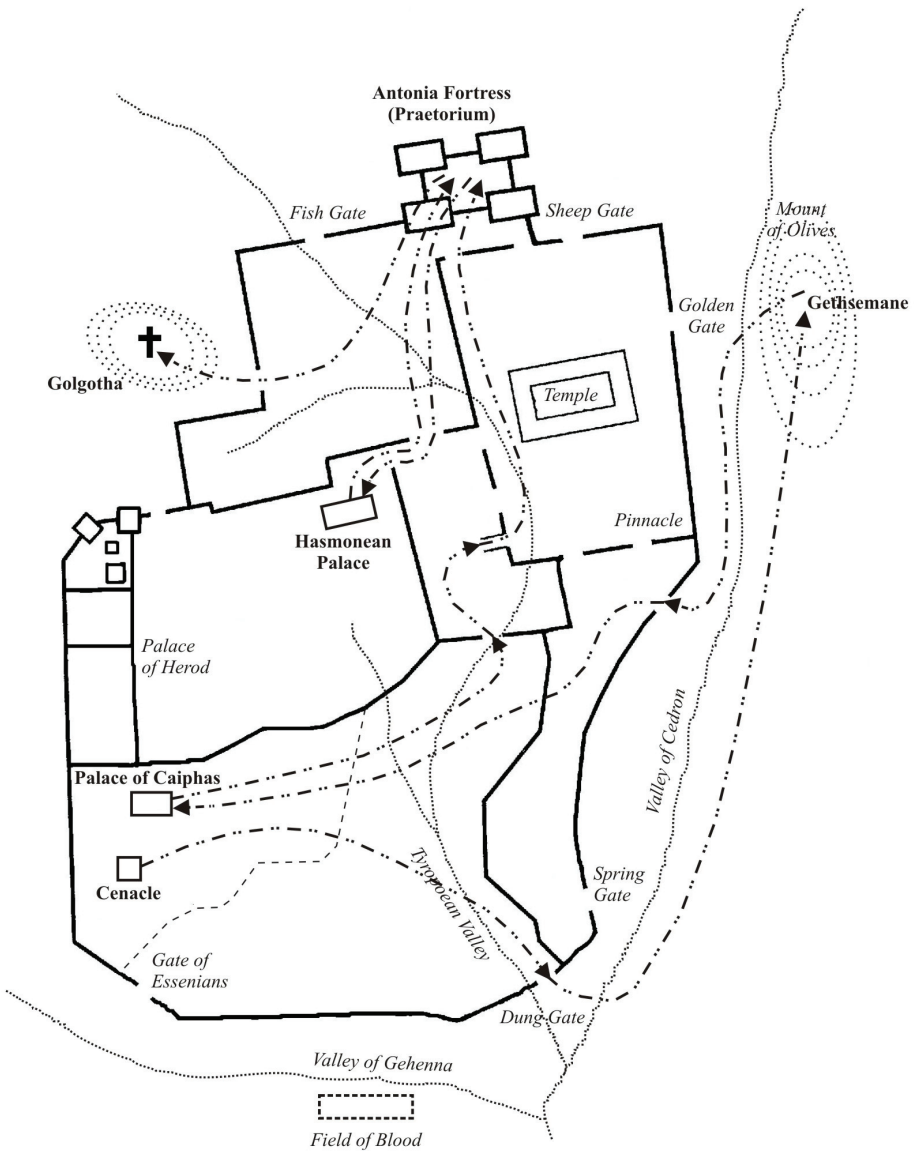 Antonia Fortress
(Praetorium)
Fish Gate
Sheep Gate
Mount
of Olives
Golden
Gate
Gethsemane
Golgotha
Temple
Pinnacle
Hasmonean
Palace
Palace
of Herod
Valley of Cedron
Palace of Caiphas
Cenacle
Tyropoean Valley
Spring
Gate
Gate of
Essenians
Dung Gate
Valley of Gehenna
Field of Blood